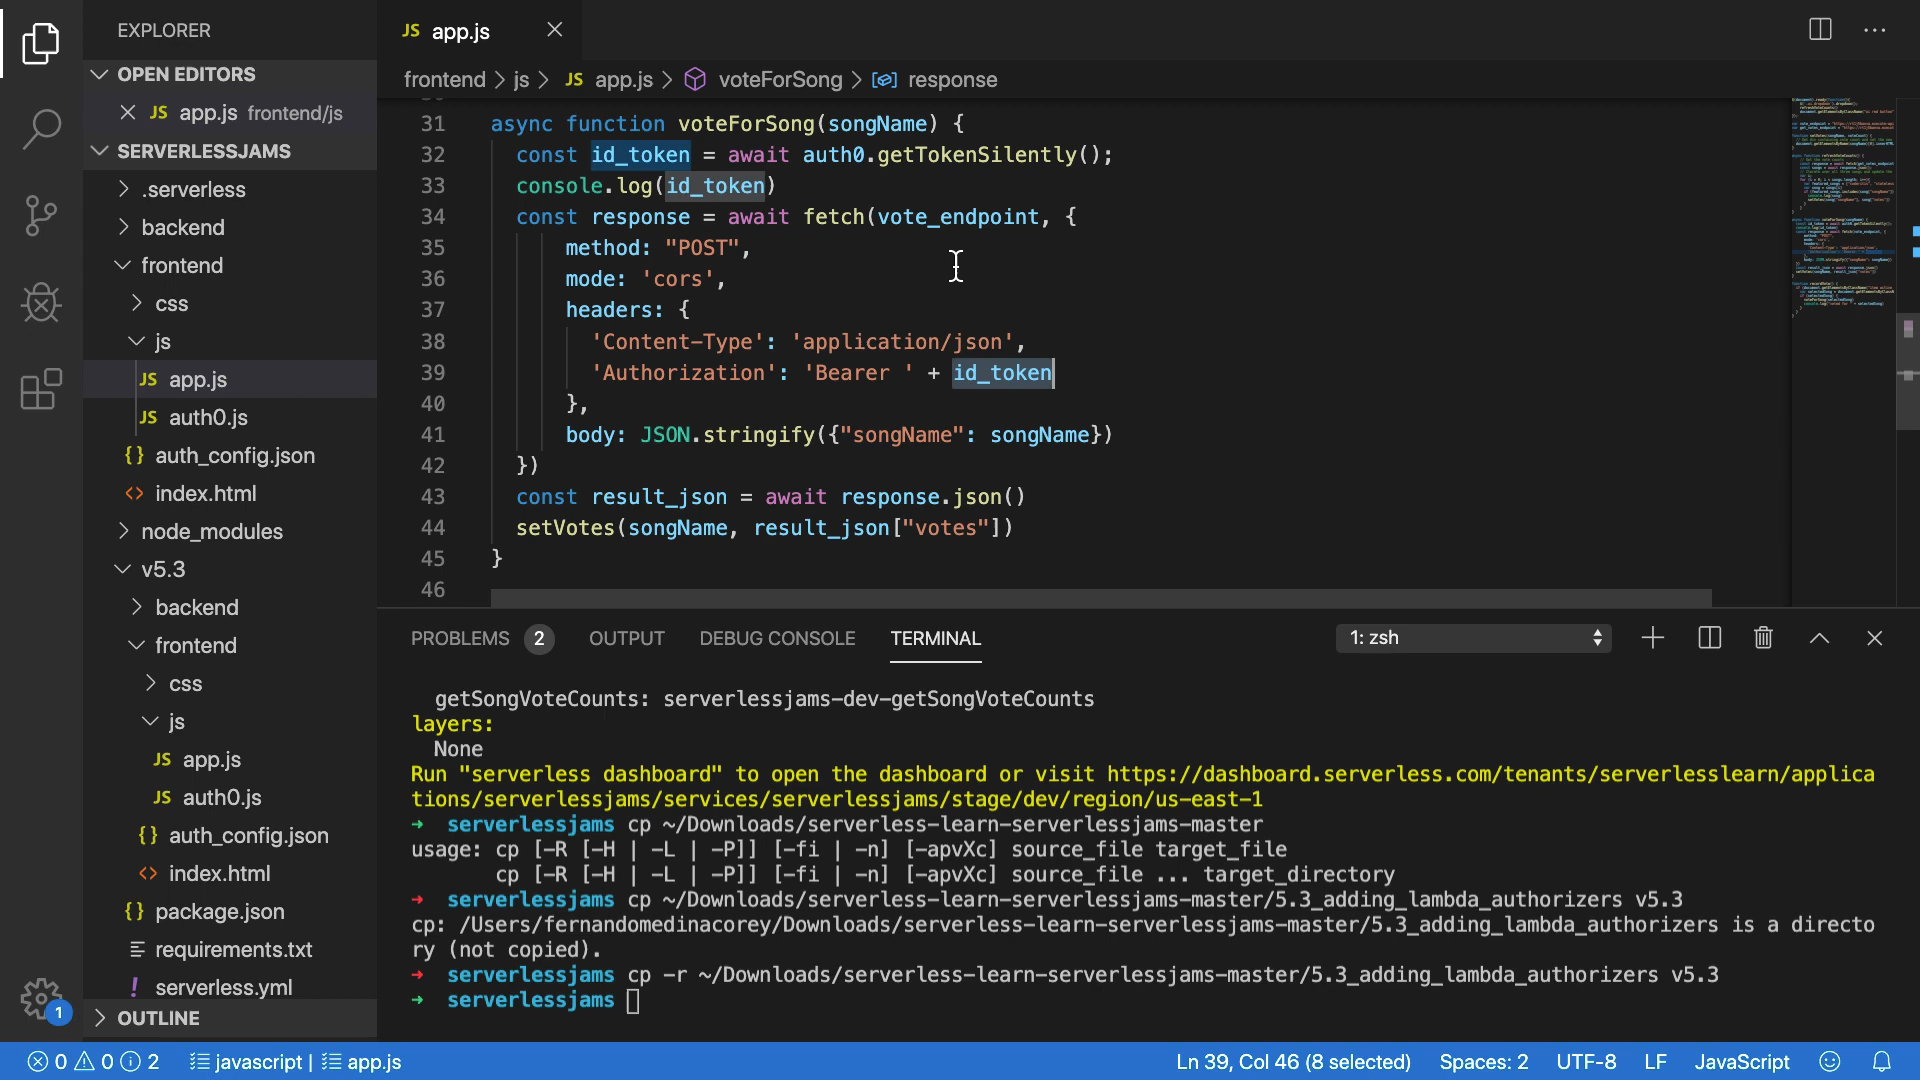 EXPLORER
OPEN EDITORS
JS app.js frontend/js
SERVERLESSJAMS
.serverless
backend
frontend
css
js
JS app.js
JS auth0.js
{} auth_config.json
<> index.html
node_modules
v5.3
backend
frontend
css
js
JS app.js
JS auth0.js
{} auth_config.json
<> index.html
{} package.json
requirements.txt
! serverless.yml
OUTLINE
1
JS app.js
frontend > js > JS app.js > voteForSong > response
31 async function voteForSong(songName) {
32 const id_token = await auth0.getTokenSilently();
33 console.log(id_token)
34 const response = await fetch(vote_endpoint, {
35 method: "POST",
36 mode: 'cors',
37 headers: {
38 'Content-Type': 'application/json',
39 'Authorization': 'Bearer ' + id_token
40 },
41 body: JSON.stringify({"songName": songName})
42 })
43 const result_json = await response.json()
44 setVotes(songName, result_json["votes"])
45 }
46
PROBLEMS 2 OUTPUT DEBUG CONSOLE TERMINAL 1: zsh
getSongVoteCounts: serverlessjams-dev-getSongVoteCounts
layers:
None
Run "serverless dashboard" to open the dashboard or visit https://dashboard.serverless.com/tenants/serverlesslearn/applica
tions/serverlessjams/services/serverlessjams/stage/dev/region/us-east-1
➜ serverlessjams cp ~/Downloads/serverless-learn-serverlessjams-master
usage: cp [-R [-H | -L | -P]] [-fi | -n] [-apvXc] source_file target_file
cp [-R [-H | -L | -P]] [-fi | -n] [-apvXc] source_file ... target_directory
➜ serverlessjams cp ~/Downloads/serverless-learn-serverlessjams-master/5.3_adding_lambda_authorizers v5.3
cp: /Users/fernandomedinacorey/Downloads/serverless-learn-serverlessjams-master/5.3_adding_lambda_authorizers is a directo
ry (not copied).
➜ serverlessjams cp -r ~/Downloads/serverless-learn-serverlessjams-master/5.3_adding_lambda_authorizers v5.3
➜ serverlessjams
0 0 2 javascript | app.js Ln 39, Col 46 (8 selected) Spaces: 2 UTF-8 LF JavaScript